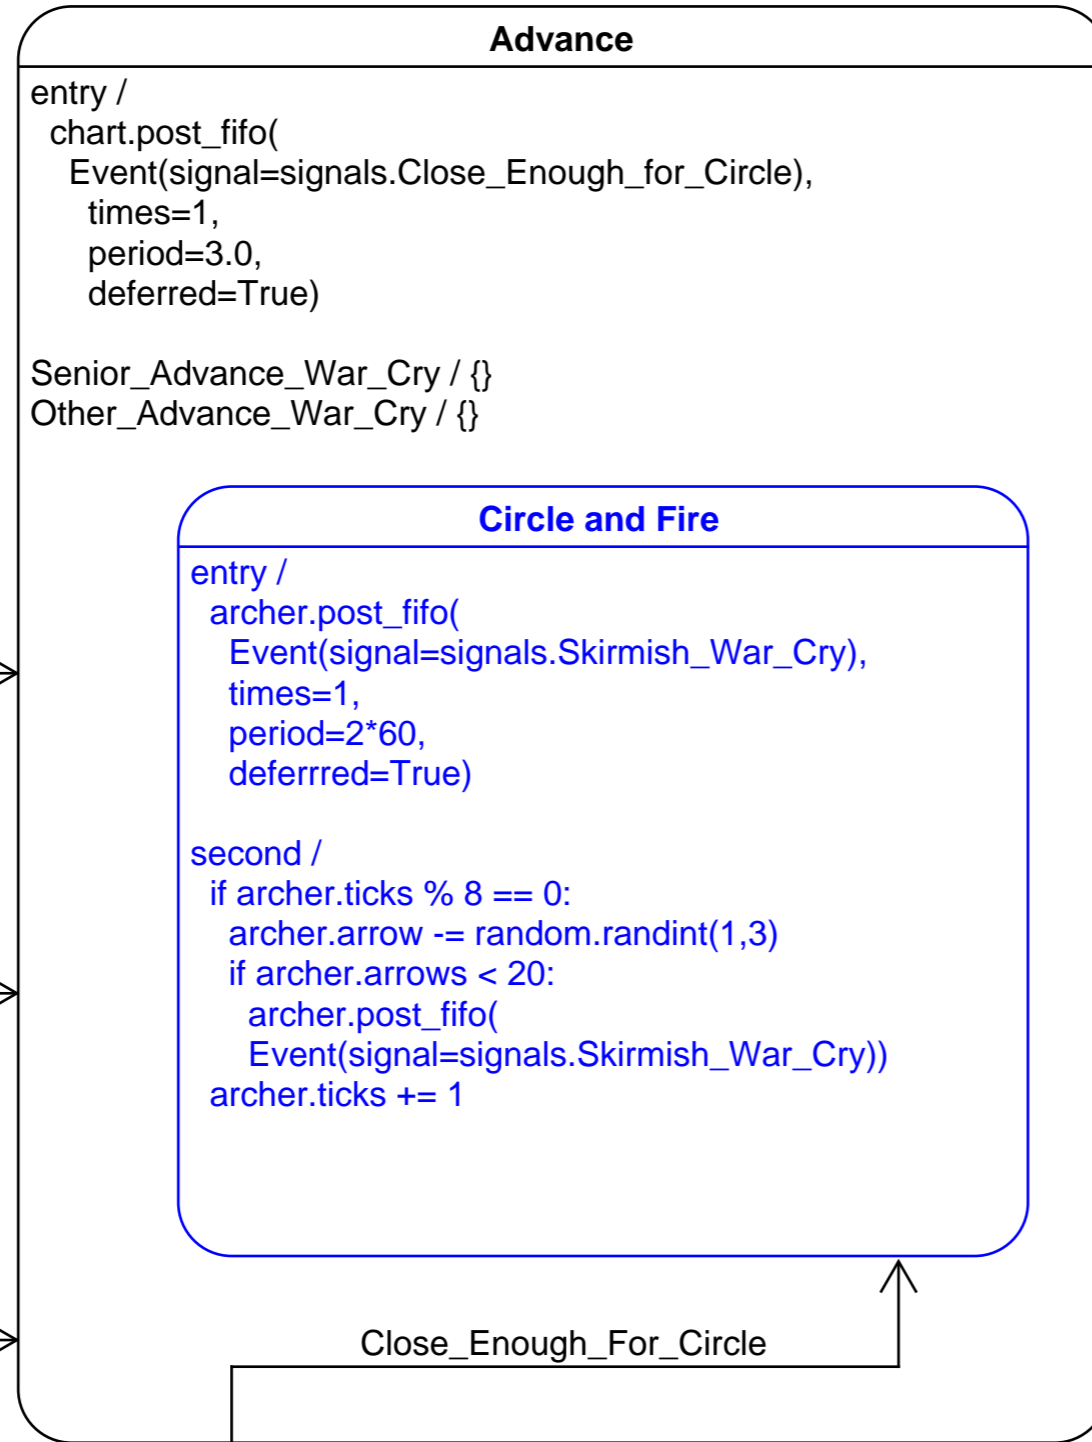 Advance
entry /
chart.post_fifo(
Event(signal=signals.Close_Enough_for_Circle),
times=1,
period=3.0,
deferred=True)
Senior_Advance_War_Cry / {}
Other_Advance_War_Cry / {}
Circle and Fire
entry /
archer.post_fifo(
Event(signal=signals.Skirmish_War_Cry),
times=1,
period=2*60,
deferrred=True)
second /
if archer.ticks % 8 == 0:
archer.arrow -= random.randint(1,3)
if archer.arrows < 20:
archer.post_fifo(
Event(signal=signals.Skirmish_War_Cry))
archer.ticks += 1
Close_Enough_For_Circle